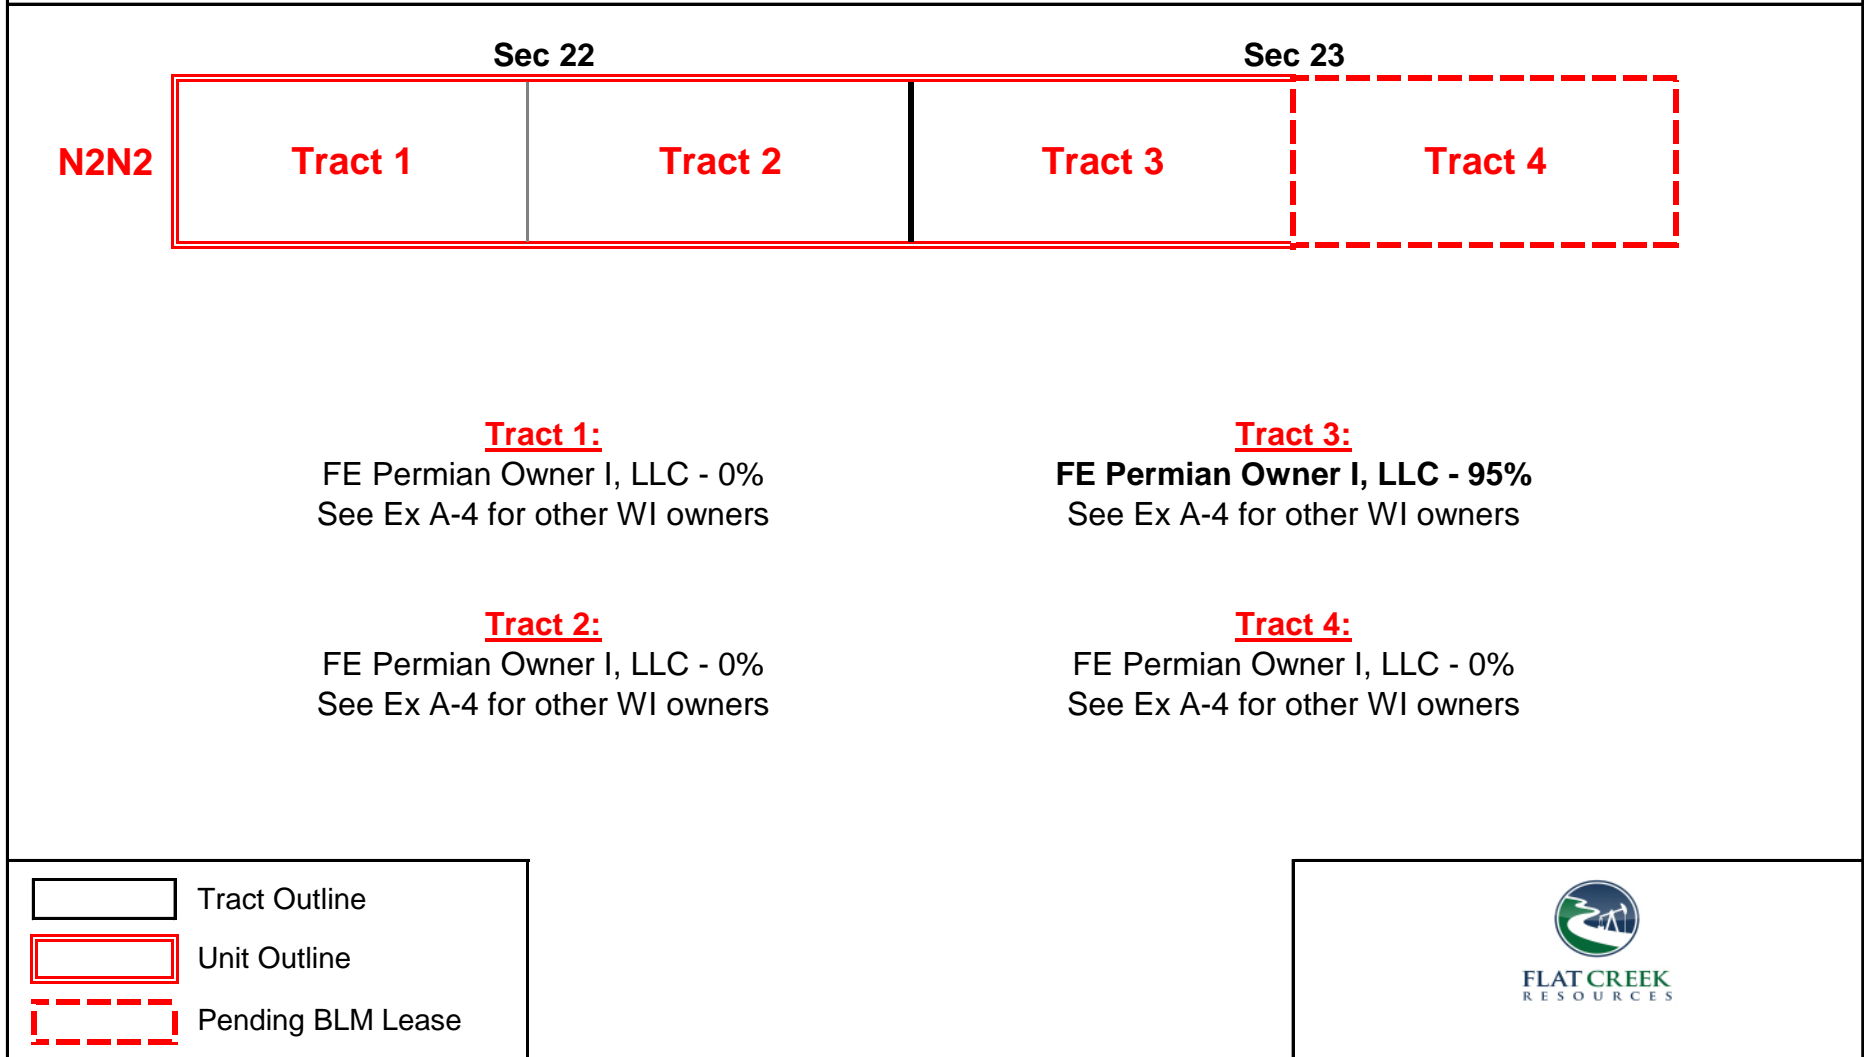 Sec 22
Sec 23
N2N2
Tract 1
Tract 2
Tract 3
Tract 4
Tract 1:
FE Permian Owner I, LLC - 0%
See Ex A-4 for other WI owners
Tract 3:
FE Permian Owner I, LLC - 95%
See Ex A-4 for other WI owners
Tract 2:
FE Permian Owner I, LLC - 0%
See Ex A-4 for other WI owners
Tract 4:
FE Permian Owner I, LLC - 0%
See Ex A-4 for other WI owners
Tract Outline
Unit Outline
Pending BLM Lease
FLAT CREEK
RESOURCES